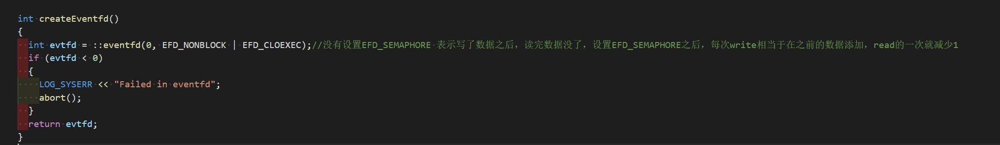 int createEventfd()
{
  int evtfd = ::eventfd(0, EFD_NONBLOCK | EFD_CLOEXEC);//没有设置EFD_SEMAPHORE 表示写了数据之后，读完数据没了，设置EFD_SEMAPHORE之后，每次write相当于在之前的数据添加，read的一次就减少1
  if (evtfd < 0)
  {
    LOG_SYSERR << "Failed in eventfd";
    abort();
  }
  return evtfd;
}